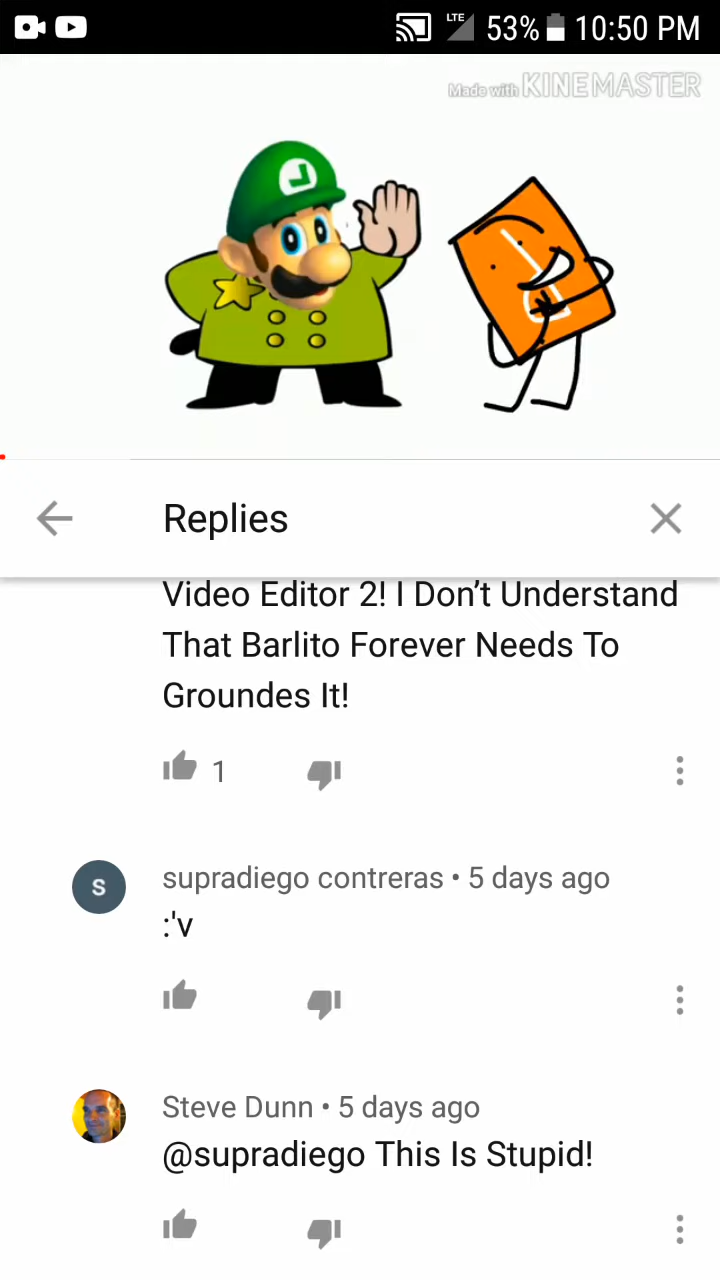 LTE 53% 10:50 PM
Made with KINEMASTER
Replies
Video Editor 2! I Don’t Understand
That Barlito Forever Needs To
Groundes It!
1
S
supradiego contreras • 5 days ago
:'v
Steve Dunn • 5 days ago
@supradiego This Is Stupid!